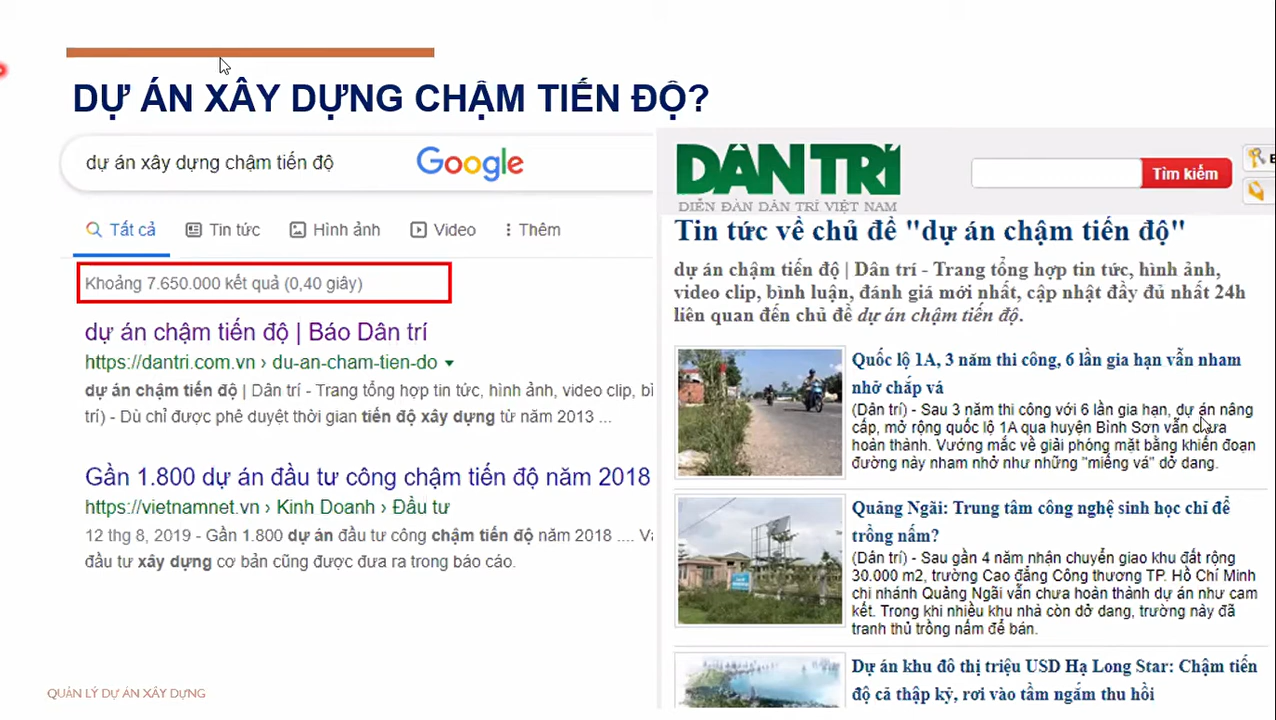 DỰ ÁN XÂY DỰNG CHẬM TIẾN ĐỘ?
dự án xây dựng chậm tiến độ
Google
Tất cả
Tin tức
Hình ảnh
Video
Thêm
Khoảng 7.650.000 kết quả (0,40 giây)
dự án chậm tiến độ | Báo Dân trí
https://dantri.com.vn › du-an-cham-tien-do
dự án chậm tiến độ | Dân trí - Trang tổng hợp tin tức, hình ảnh, video clip,
trí) - Dù chỉ được phê duyệt thời gian tiến độ xây dựng từ năm 2013 ...
Gần 1.800 dự án đầu tư công chậm tiến độ năm 2018
https://vietnamnet.vn › Kinh Doanh › Đầu tư
12 thg 8, 2019 - Gần 1.800 dự án đầu tư công chậm tiến độ năm 2018 ....
đầu tư xây dựng cơ bản cũng được đưa ra trong báo cáo.
DÂN TRÍ
DIỄN ĐÀN DÂN TRÍ VIỆT NAM
Tìm kiếm
Tin tức về chủ đề "dự án chậm tiến độ"
dự án chậm tiến độ | Dân trí - Trang tổng hợp tin tức, hình ảnh,
video clip, bình luận, đánh giá mới nhất, cập nhật đầy đủ nhất 24h
liên quan đến chủ đề dự án chậm tiến độ.
Quốc lộ 1A, 3 năm thi công, 6 lần gia hạn vẫn nham
nhở chắp vá
(Dân trí) - Sau 3 năm thi công với 6 lần gia hạn, dự án nâng
cấp, mở rộng quốc lộ 1A qua huyện Bình Sơn vẫn chưa
hoàn thành. Vướng mắc về giải phóng mặt bằng khiến đoạn
đường này nham nhở như những "miếng vá" dở dang.
Quảng Ngãi: Trung tâm công nghệ sinh học chỉ để
trồng nấm?
(Dân trí) - Sau gần 4 năm nhận chuyển giao khu đất rộng
30.000 m2, trường Cao đẳng Công thương TP. Hồ Chí Minh
chi nhánh Quảng Ngãi vẫn chưa hoàn thành dự án như cam
kết. Trong khi nhiều khu nhà còn dở dang, trường này đã
tranh thủ trồng nấm để bán.
Dự án khu đô thị triệu USD Hạ Long Star: Chậm tiến
độ cả thập kỷ, rơi vào tầm ngắm thu hồi
QUẢN LÝ DỰ ÁN XÂY DỰNG